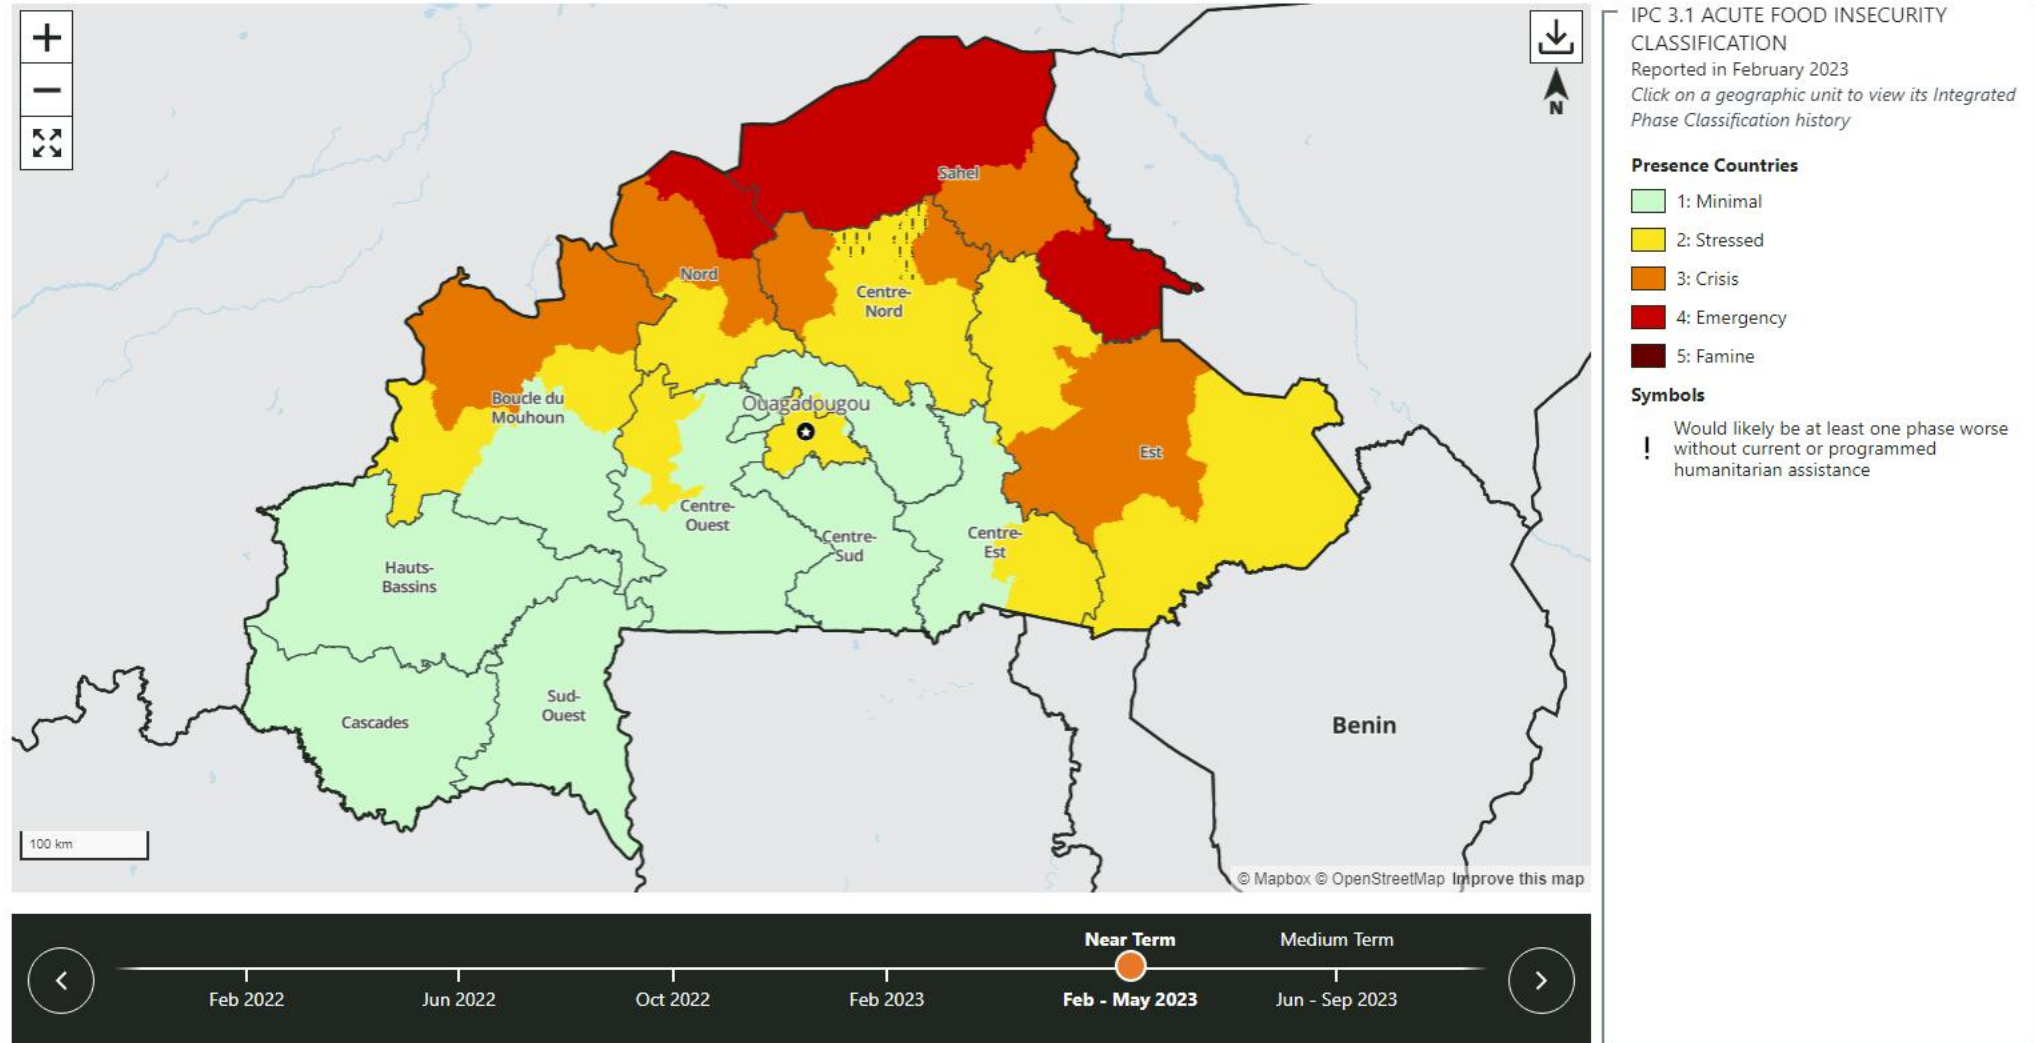 +
−
N
Sahel
Nord
Centre-
Nord
Boucle du
Mouhoun
Ouagadougou
Est
Centre-
Ouest
Centre-
Sud
Centre-
Est
Hauts-
Bassins
Sud-
Ouest
Cascades
Benin
100 km
© Mapbox © OpenStreetMap Improve this map
Near Term
Medium Term
Feb 2022
Jun 2022
Oct 2022
Feb 2023
Feb - May 2023
Jun - Sep 2023
IPC 3.1 ACUTE FOOD INSECURITY
CLASSIFICATION
Reported in February 2023
Click on a geographic unit to view its Integrated
Phase Classification history
Presence Countries
1: Minimal
2: Stressed
3: Crisis
4: Emergency
5: Famine
Symbols
! Would likely be at least one phase worse
without current or programmed
humanitarian assistance